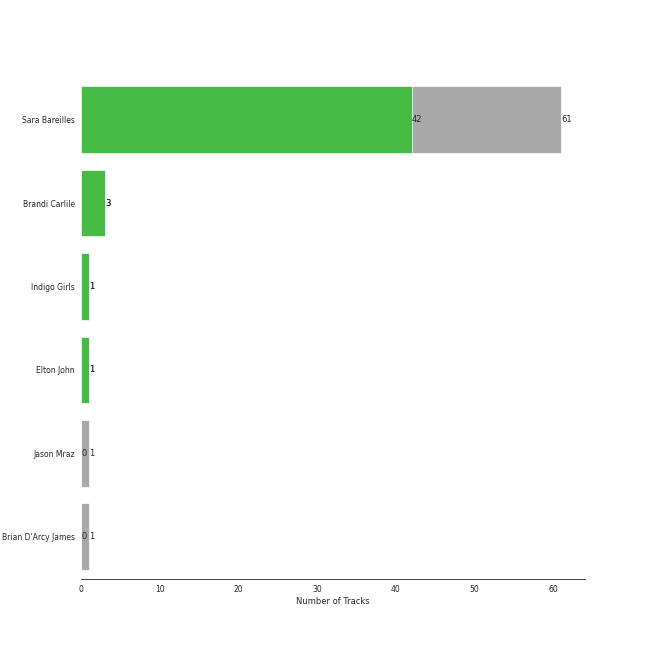 Sara Bareilles 42 61
Brandi Carlile 3
Indigo Girls 1
Elton John 1
Jason Mraz 0 1
Brian D'Arcy James 0 1
0 10 20 30 40 50 60
Number of Tracks